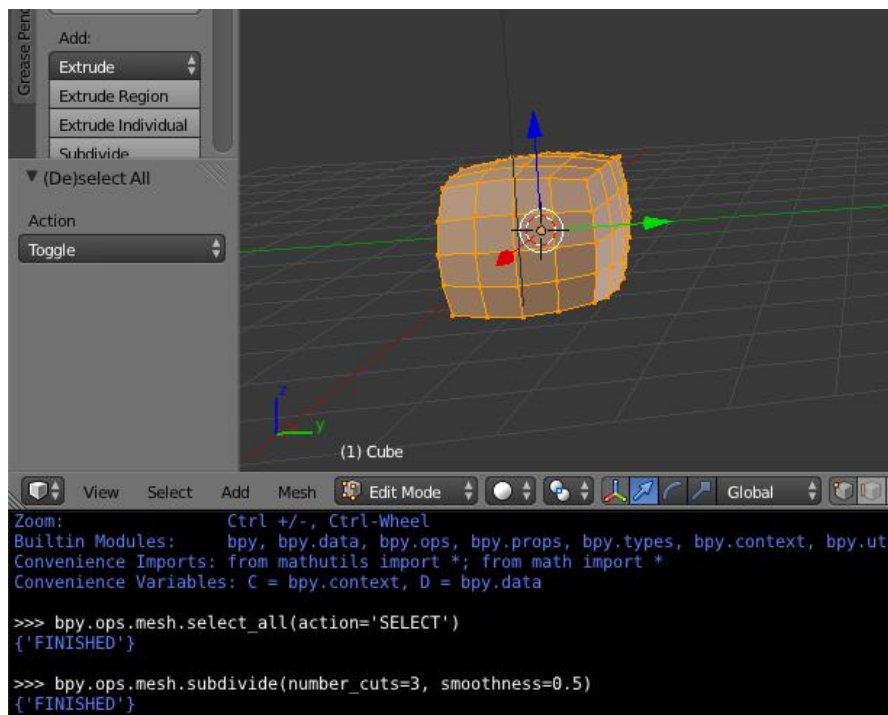 Grease Penc
Add:
Extrude
Extrude Region
Extrude Individual
Subdivide
(De)select All
Action
Toggle
z
y
(1) Cube
View Select Add Mesh Edit Mode Global
Zoom: Ctrl +/-, Ctrl-Wheel
Builtin Modules: bpy, bpy.data, bpy.ops, bpy.props, bpy.types, bpy.context, bpy.ut
Convenience Imports: from mathutils import *; from math import *
Convenience Variables: C = bpy.context, D = bpy.data
>>> bpy.ops.mesh.select_all(action='SELECT')
{'FINISHED'}
>>> bpy.ops.mesh.subdivide(number_cuts=3, smoothness=0.5)
{'FINISHED'}